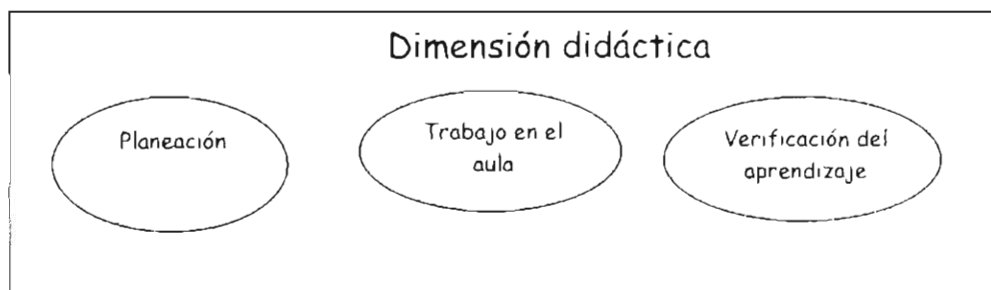 Dimensión didáctica
Planeación
Trabajo en el
aula
Verificación del
aprendizaje